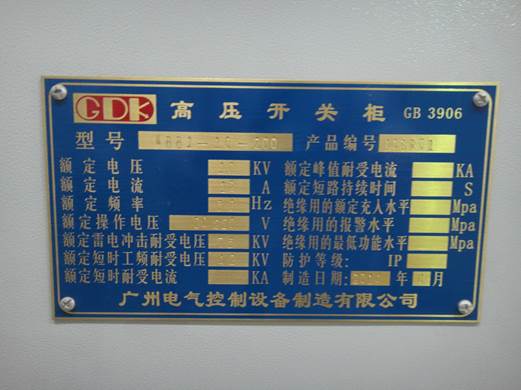 GDK 高压开关柜 GB 3906
型号 产品编号
额定电压 KV 额定峰值耐受电流 KA
额定电流 A 额定短路持续时间 S
额定频率 Hz 绝缘用的额定充入水平 Mpa
额定操作电压 V 绝缘用的报警水平 Mpa
额定雷电冲击耐受电压 KV 绝缘用的最低功能水平 Mpa
额定短时工频耐受电压 KV 防护等级: IP
额定短时耐受电流 KA 制造日期: 年 月
广州电气控制设备制造有限公司